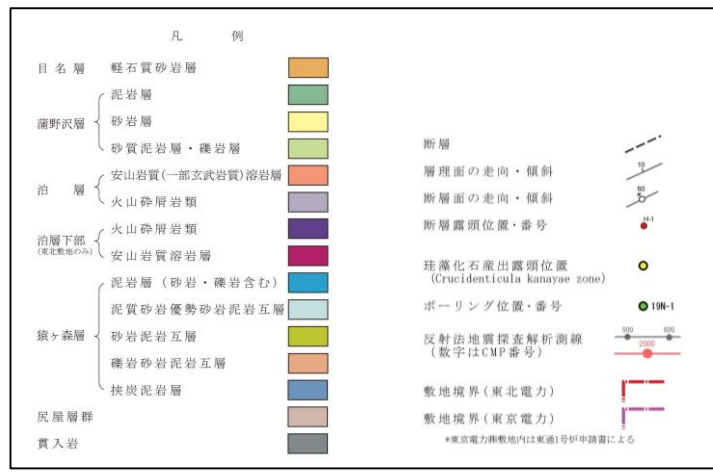 凡 例
目名層 軽石質砂岩層
蒲野沢層
泥岩層
砂岩層
砂質泥岩層・礫岩層
泊層
安山岩質(一部玄武岩質)溶岩層
火山砕屑岩類
泊層下部
(東北敷地のみ)
火山砕屑岩類
安山岩質溶岩層
猿ヶ森層
泥岩層(砂岩・礫岩含む)
泥質砂岩優勢砂岩泥岩互層
砂岩泥岩互層
礫岩砂岩泥岩互層
挟炭泥岩層
尻屋層群
貫入岩
断層
層理面の走向・傾斜 10
断層面の走向・傾斜 60
断層露頭位置・番号 H-1
珪藻化石産出露頭位置
(Crucidenticula kanayae zone)
ボーリング位置・番号 19N-1
反射法地震探査解析測線 500 600
(数字はCMP番号) 2000
敷地境界(東北電力)
敷地境界(東京電力)
*東京電力㈱敷地内は東通1号炉申請書による